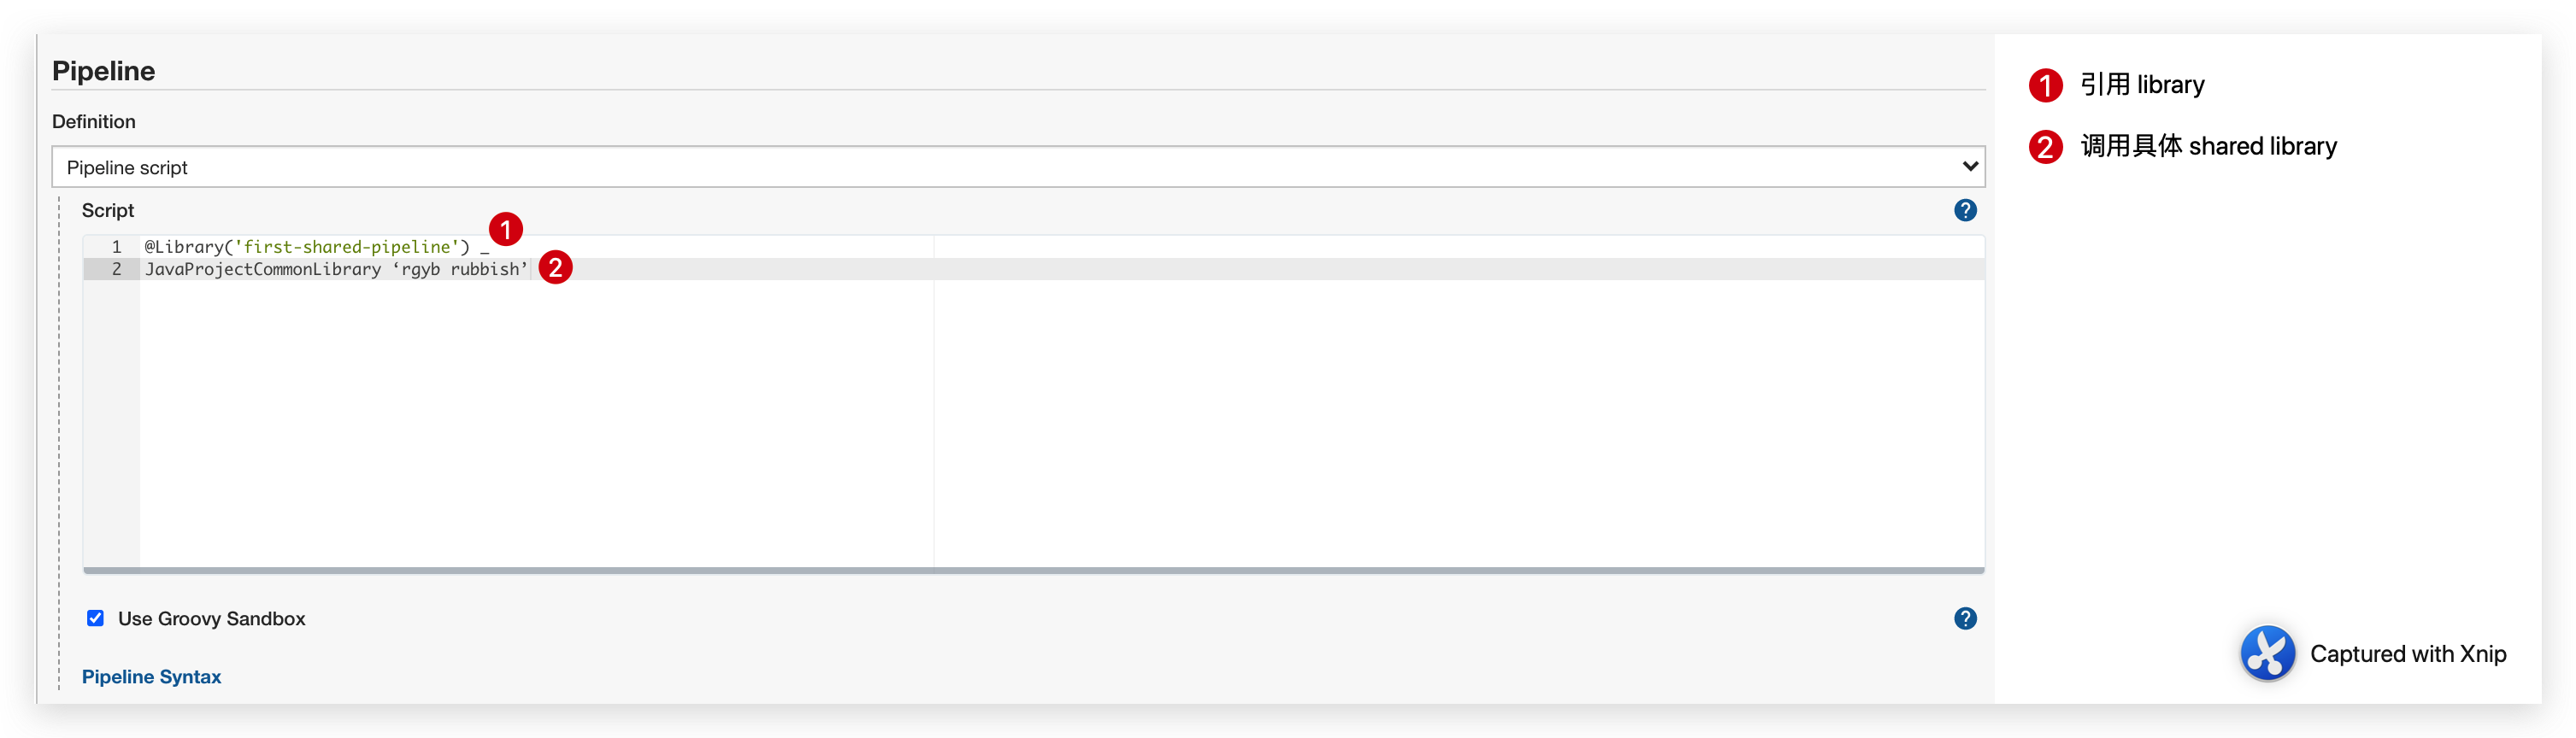 Pipeline
Definition
Pipeline script
Script
1 @Library('first-shared-pipeline') _ 1
2 JavaProjectCommonLibrary ‘rgyb rubbish’ 2
Use Groovy Sandbox
Pipeline Syntax
1 引用 library
2 调用具体 shared library
Captured with Xnip